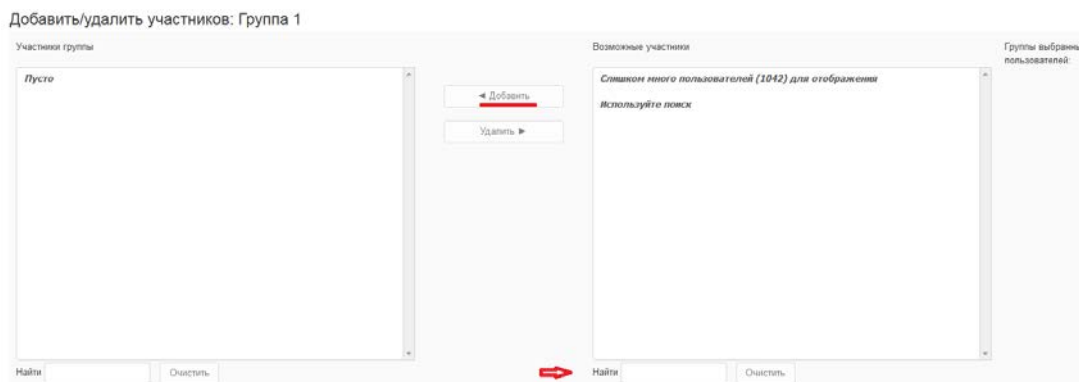 Добавить/удалить участников: Группа 1
Участники группы
Возможные участники
Группы выбранны
пользователей:
Пусто
Слишком много пользователей (1042) для отображения
Используйте поиск
◄ Добавить
Удалить ►
Найти
Очистить
Найти
Очистить